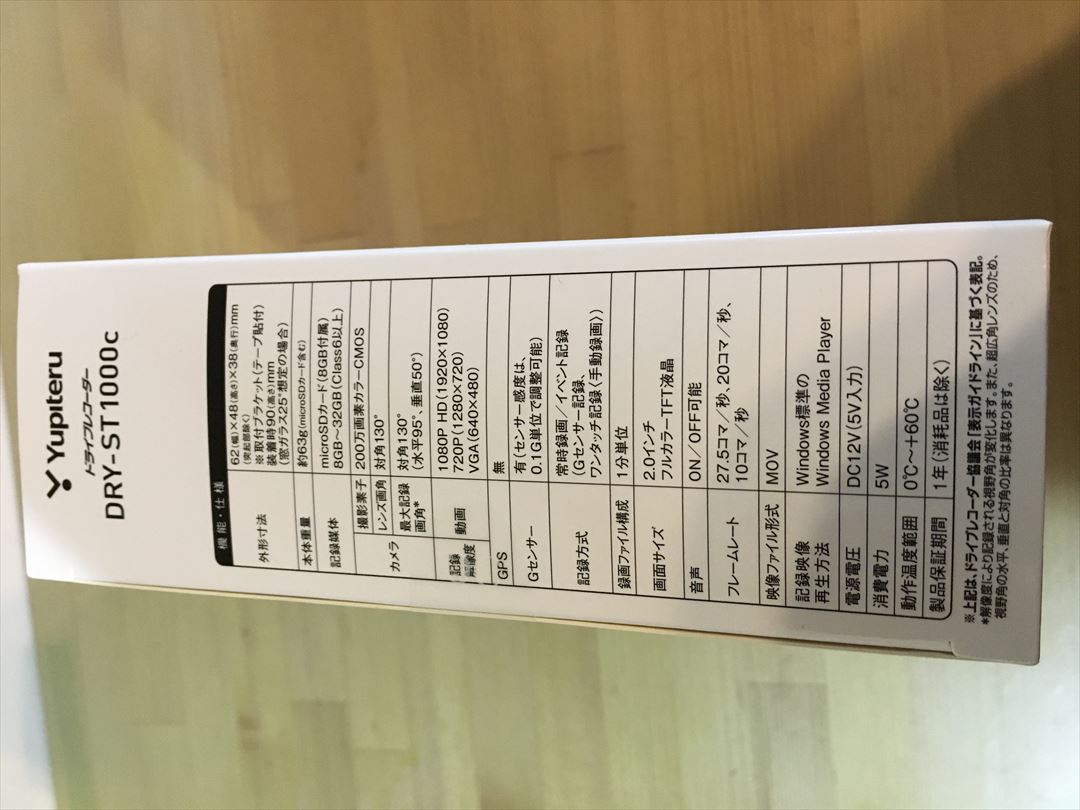 Yupiteru
ドライブレコーダー
DRY-ST1000c
機能・仕様
外形寸法
62(幅)×48(高さ)×38(奥行)mm
(突起部除く)
※取付ブラケット(テープ貼付)
装着時90(高さ)mm
(窓ガラス25°想定の場合)
本体重量
約63g(microSDカード含む)
記録媒体
microSDカード(8GB付属)
8GB～32GB(Class6以上)
カメラ
撮影素子
200万画素カラーCMOS
レンズ画角
対角130°
最大記録
画角*
対角130°
(水平95°、垂直50°)
記録
解像度
動画
1080P HD(1920×1080)
720P(1280×720)
VGA(640×480)
GPS
無
Gセンサー
有(センサー感度は、
0.1G単位で調整可能)
記録方式
常時録画/イベント記録
(Gセンサー記録、
ワンタッチ記録〈手動録画〉)
録画ファイル構成
1分単位
画面サイズ
2.0インチ
フルカラーTFT液晶
音声
ON/OFF可能
フレームレート
27.5コマ/秒、20コマ/秒、
10コマ/秒
映像ファイル形式
MOV
記録映像
再生方法
Windows標準の
Windows Media Player
電源電圧
DC12V(5V入力)
消費電力
5W
動作温度範囲
0℃～+60℃
製品保証期間
1年(消耗品は除く)
※上記は、ドライブレコーダー協議会「表示ガイドライン」に基づく表記。
*解像度により記録される視野角が変化します。また、超広角レンズのため、
視野角の水平、垂直と対角の比率は異なります。